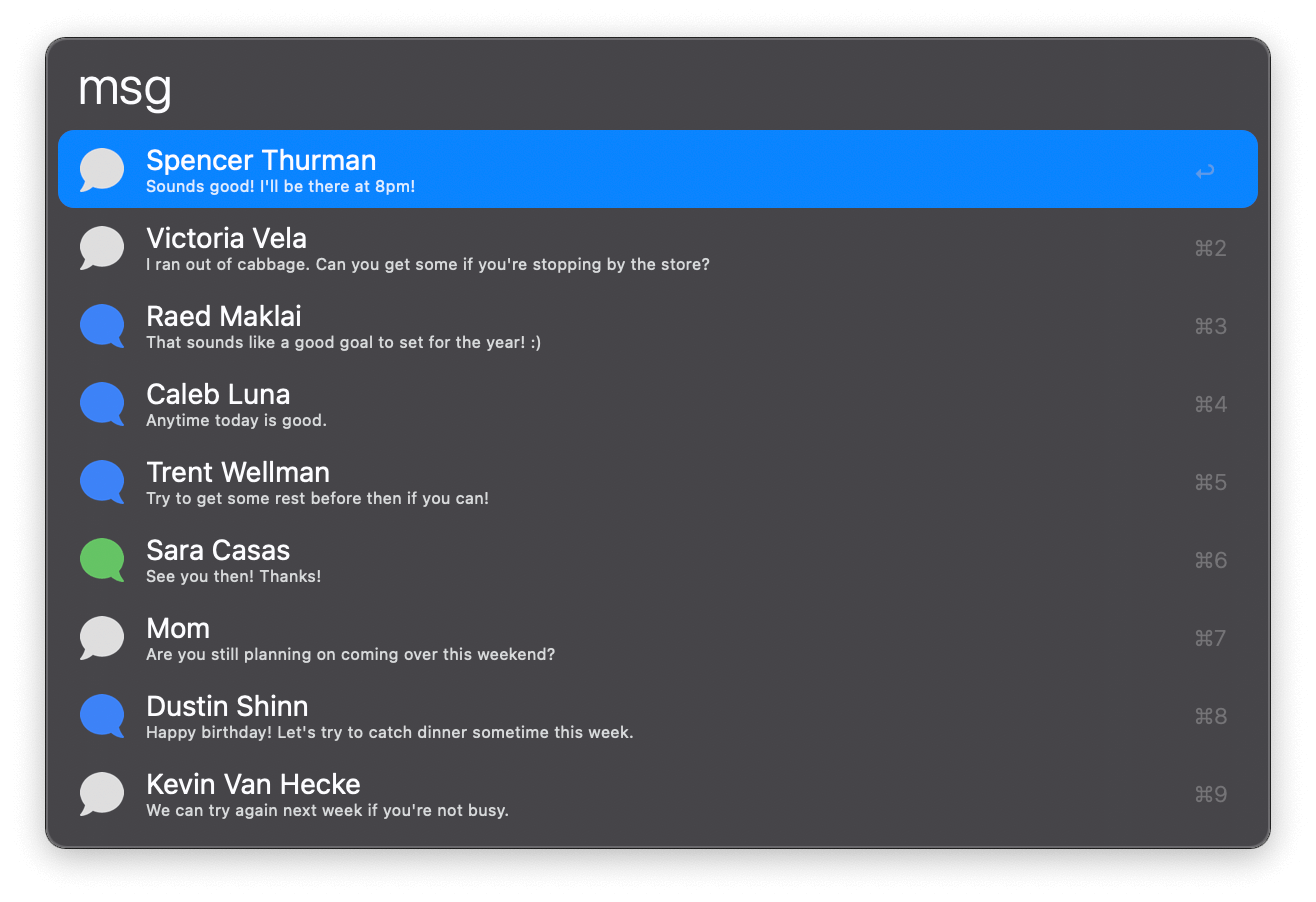 msg
Spencer Thurman
Sounds good! I'll be there at 8pm!
↩
Victoria Vela
I ran out of cabbage. Can you get some if you're stopping by the store?
⌘2
Raed Maklai
That sounds like a good goal to set for the year! :)
⌘3
Caleb Luna
Anytime today is good.
⌘4
Trent Wellman
Try to get some rest before then if you can!
⌘5
Sara Casas
See you then! Thanks!
⌘6
Mom
Are you still planning on coming over this weekend?
⌘7
Dustin Shinn
Happy birthday! Let's try to catch dinner sometime this week.
⌘8
Kevin Van Hecke
We can try again next week if you're not busy.
⌘9